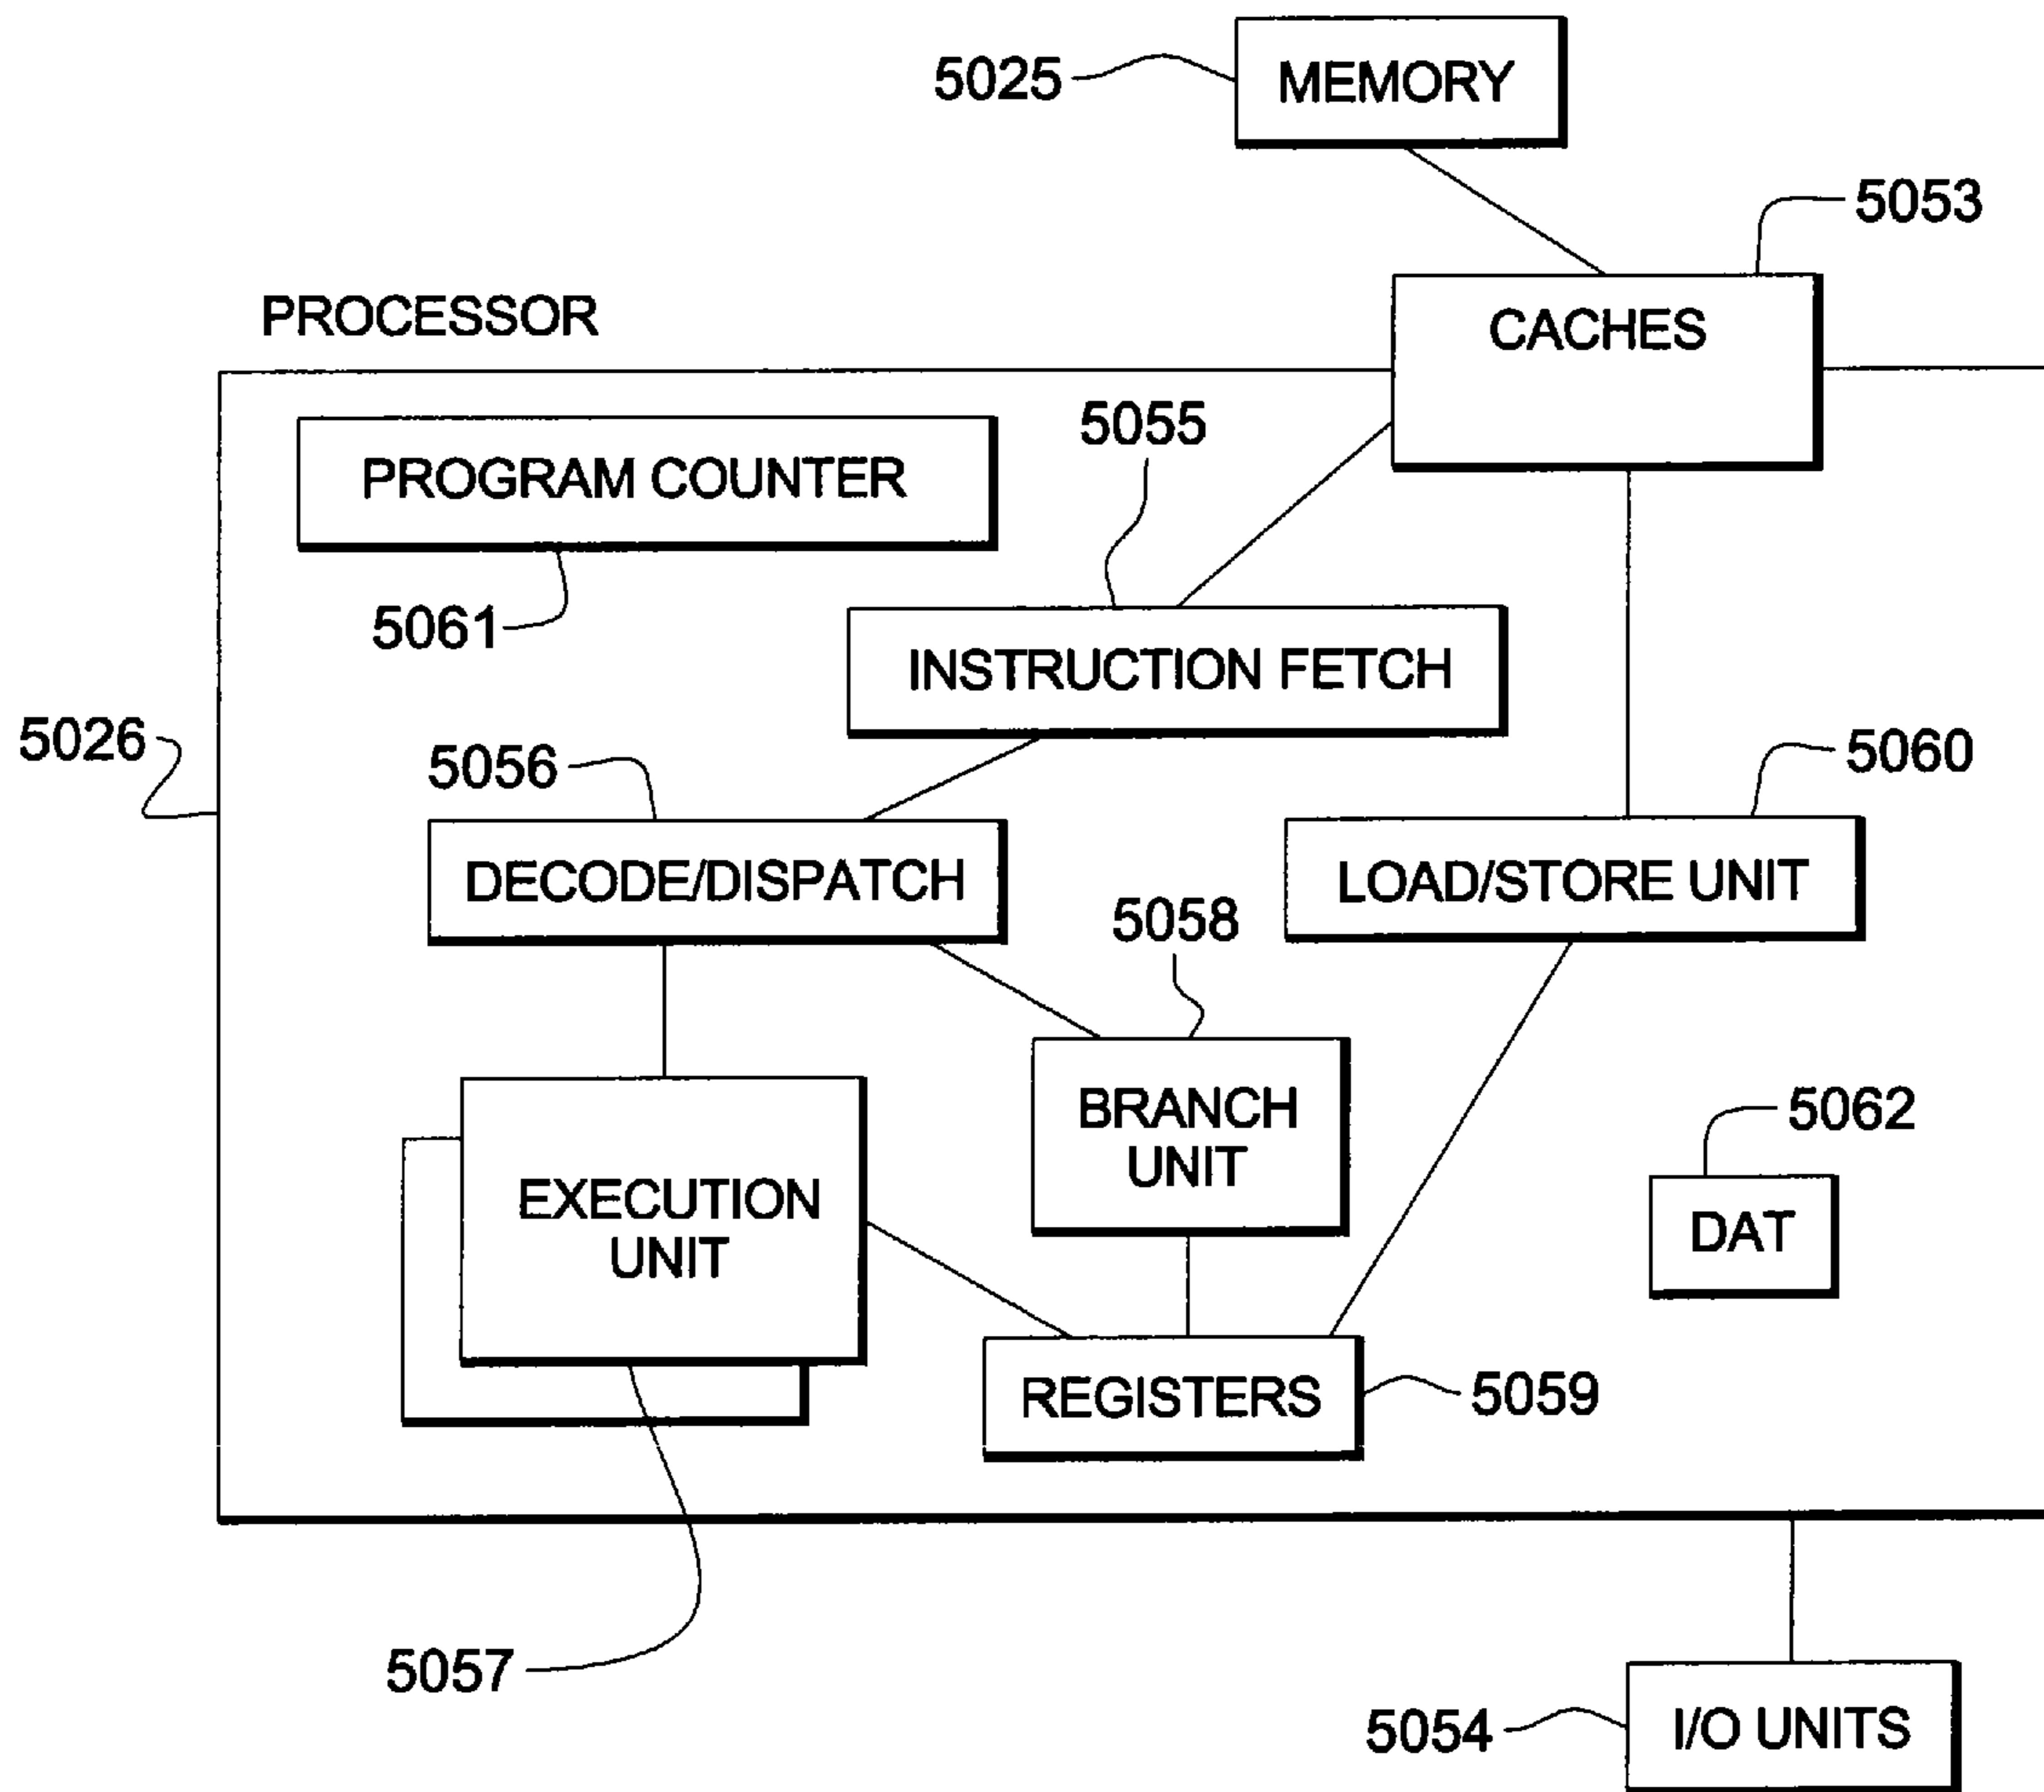 MEMORY
5025
5053
CACHES
PROCESSOR
5055
PROGRAM COUNTER
5061
INSTRUCTION FETCH
5026
5056
5060
DECODE/DISPATCH
LOAD/STORE UNIT
5058
BRANCH
UNIT
5062
EXECUTION
UNIT
DAT
REGISTERS
5059
5057
5054
I/O UNITS